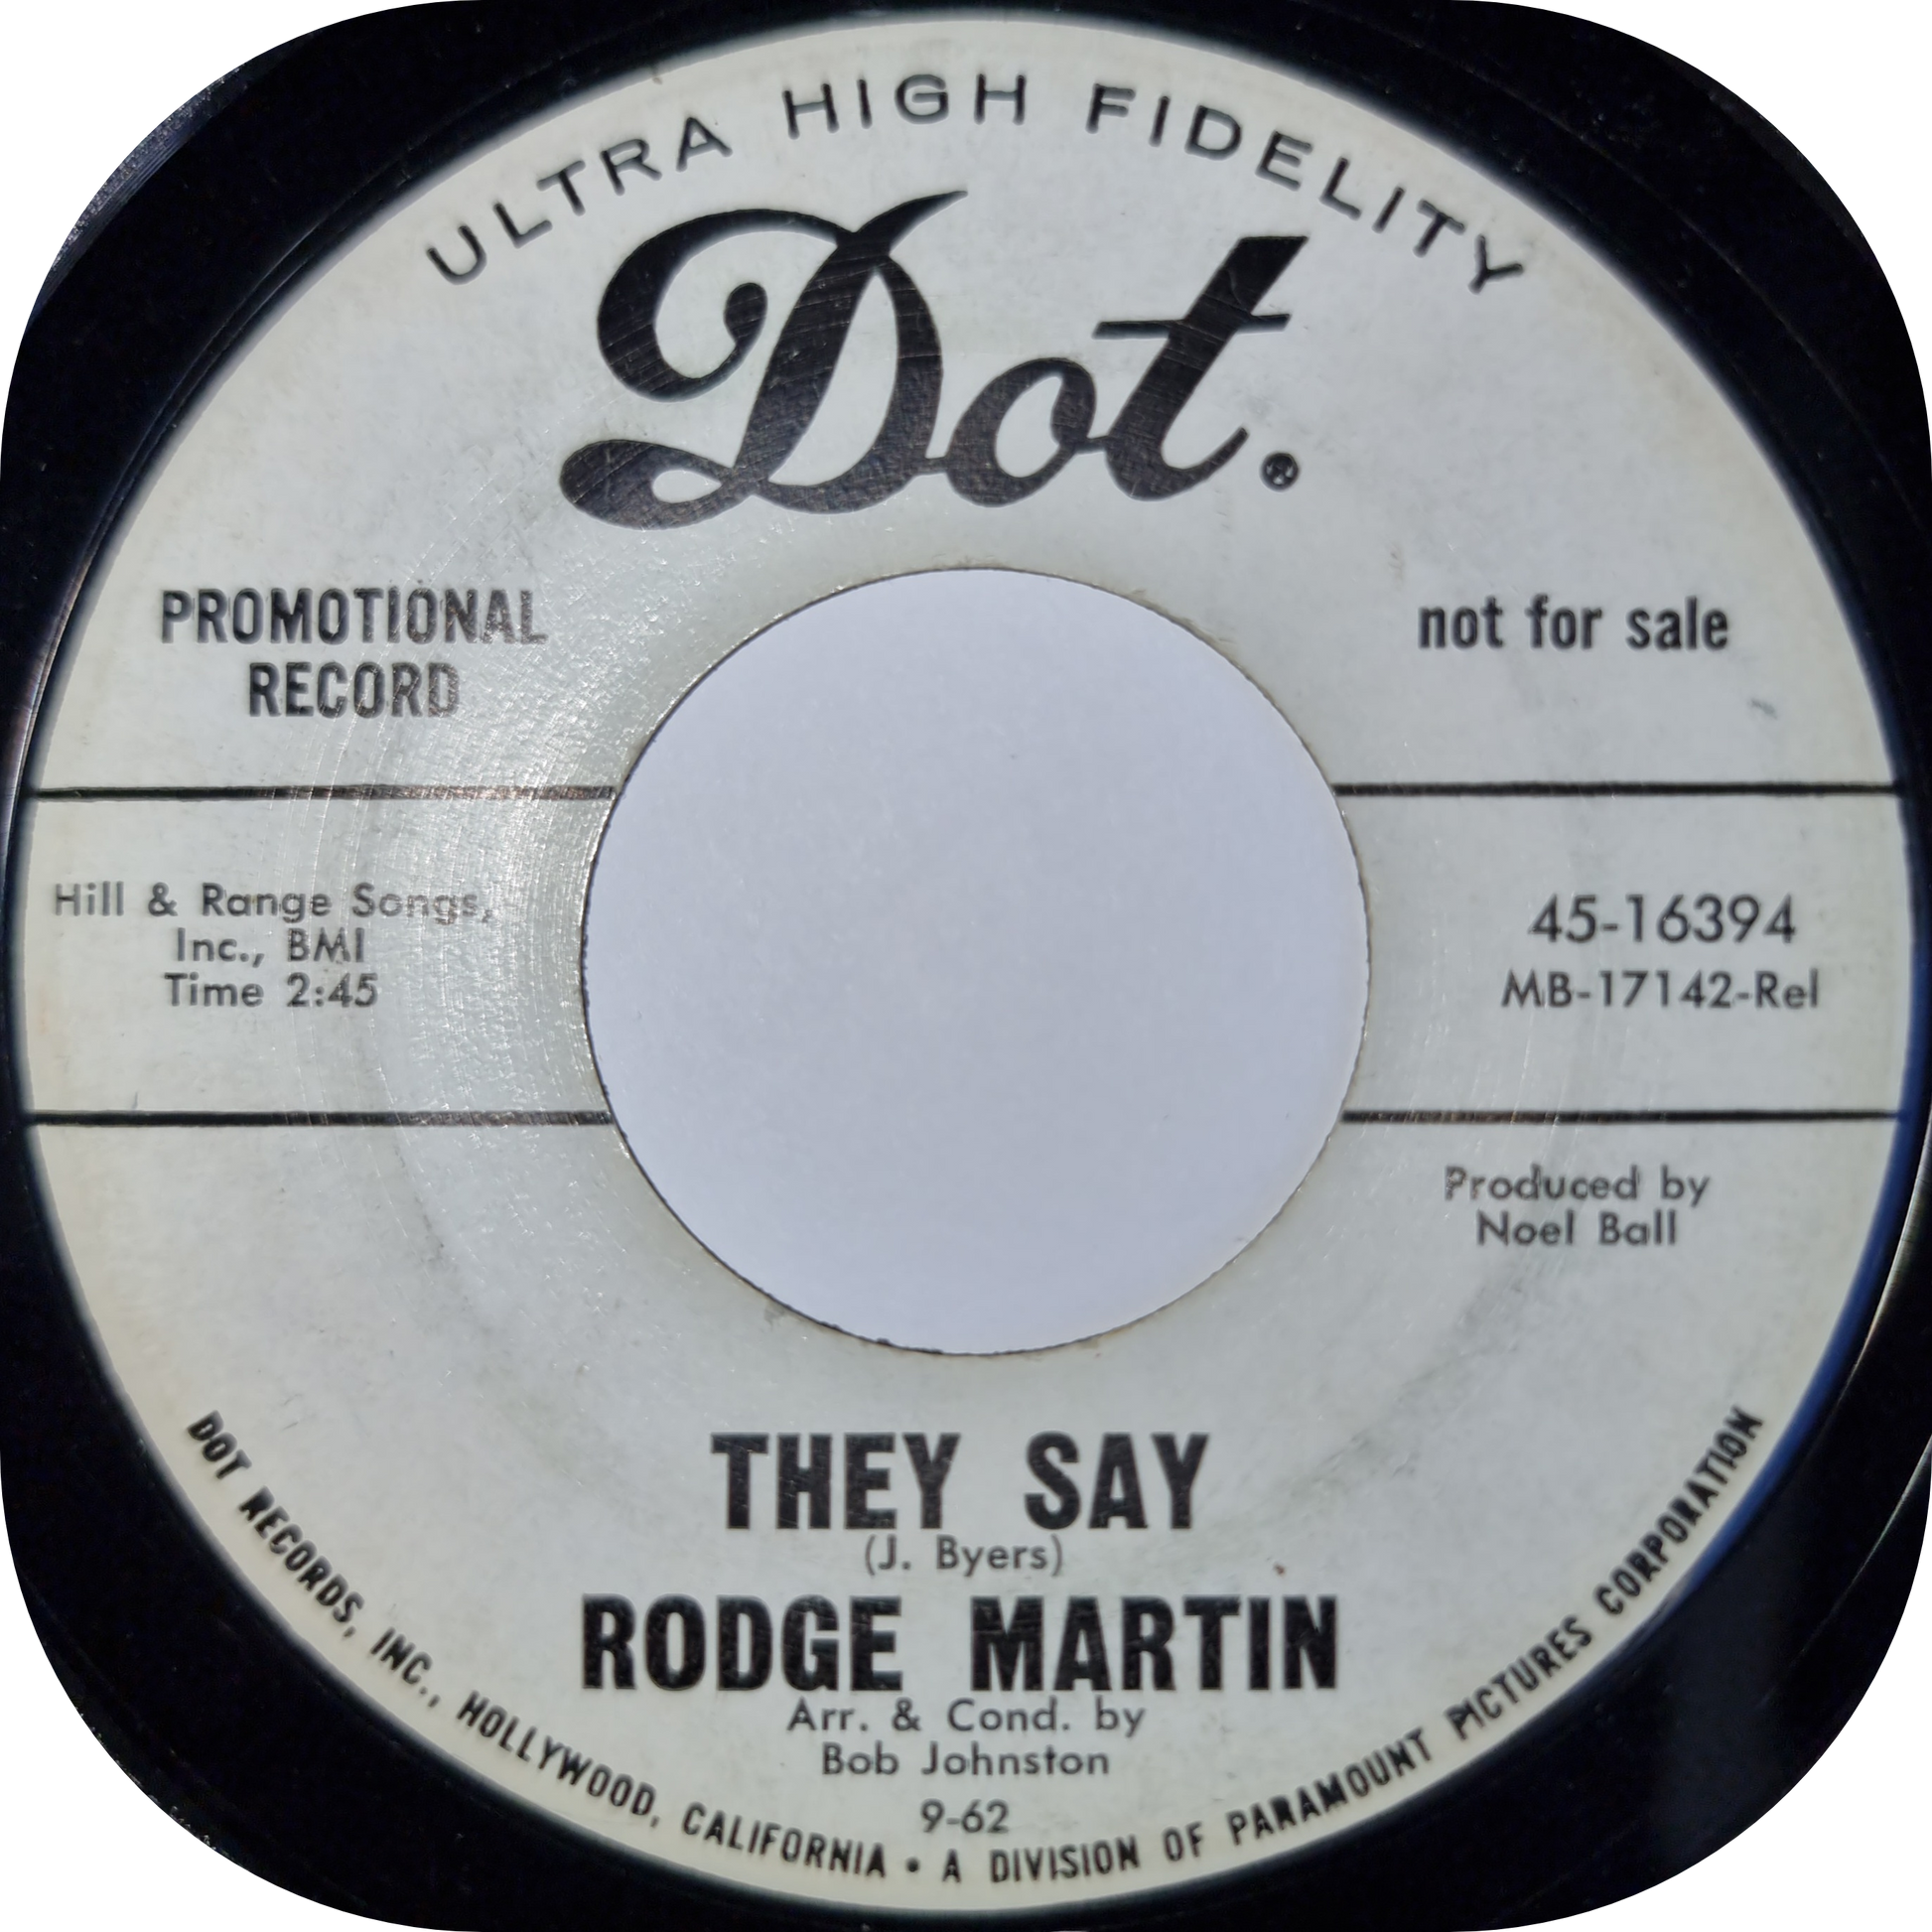 ULTRA HIGH FIDELITY
Dot.®
PROMOTIONAL
RECORD
not for sale
Hill & Range Songs,
Inc., BMI
Time 2:45
45-16394
MB-17142-Rel
Produced by
Noel Ball
THEY SAY
(J. Byers)
RODGE MARTIN
Arr. & Cond. by
Bob Johnston
9-62
DOT RECORDS, INC., HOLLYWOOD, CALIFORNIA • A DIVISION OF PARAMOUNT PICTURES CORPORATION